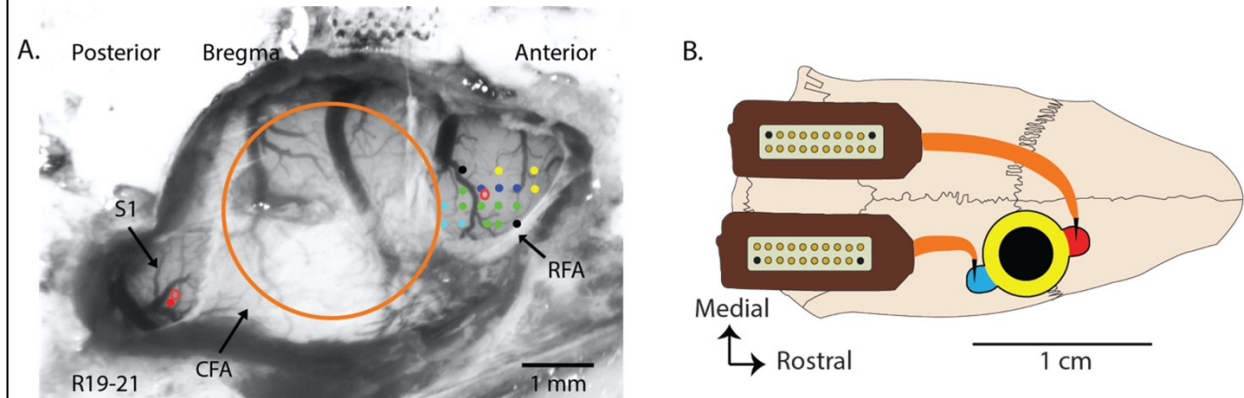 A.
Posterior
Bregma
Anterior
S1
RFA
CFA
R19-21
1 mm
B.
Medial
Rostral
1 cm